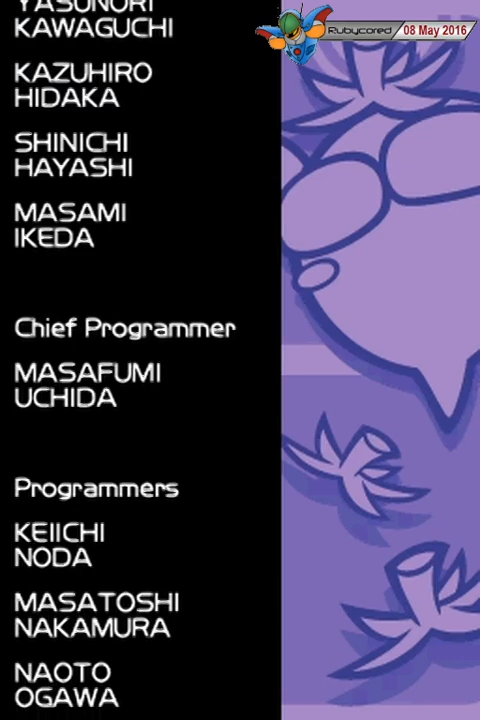 YASUNORI
KAWAGUCHI
Rubycored
08 May 2016
KAZUHIRO
HIDAKA
SHINICHI
HAYASHI
MASAMI
IKEDA
Chief Programmer
MASAFUMI
UCHIDA
Programmers
KEIICHI
NODA
MASATOSHI
NAKAMURA
NAOTO
OGAWA